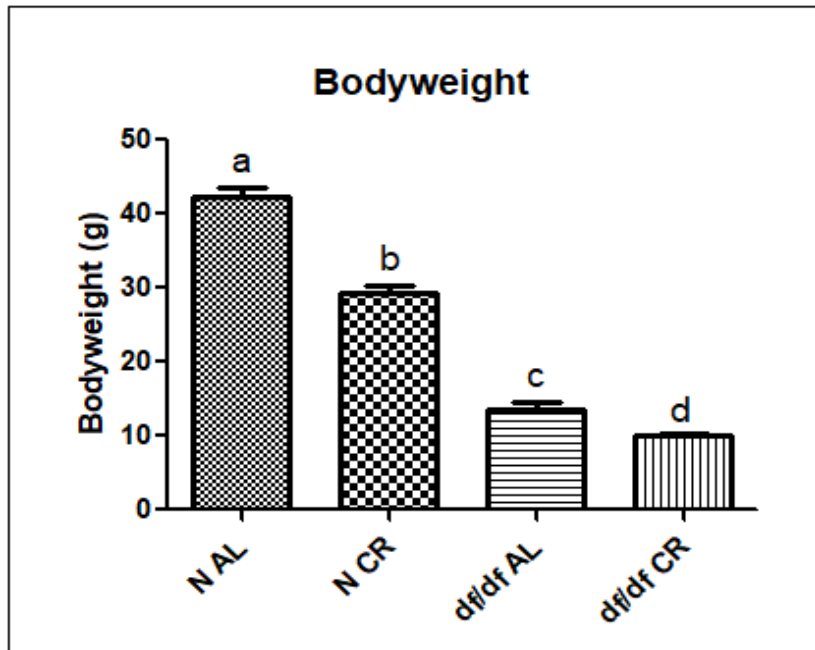 Bodyweight
Bodyweight (g)
50
40
30
20
10
0
a
b
c
d
N AL
N CR
df/df AL
df/df CR